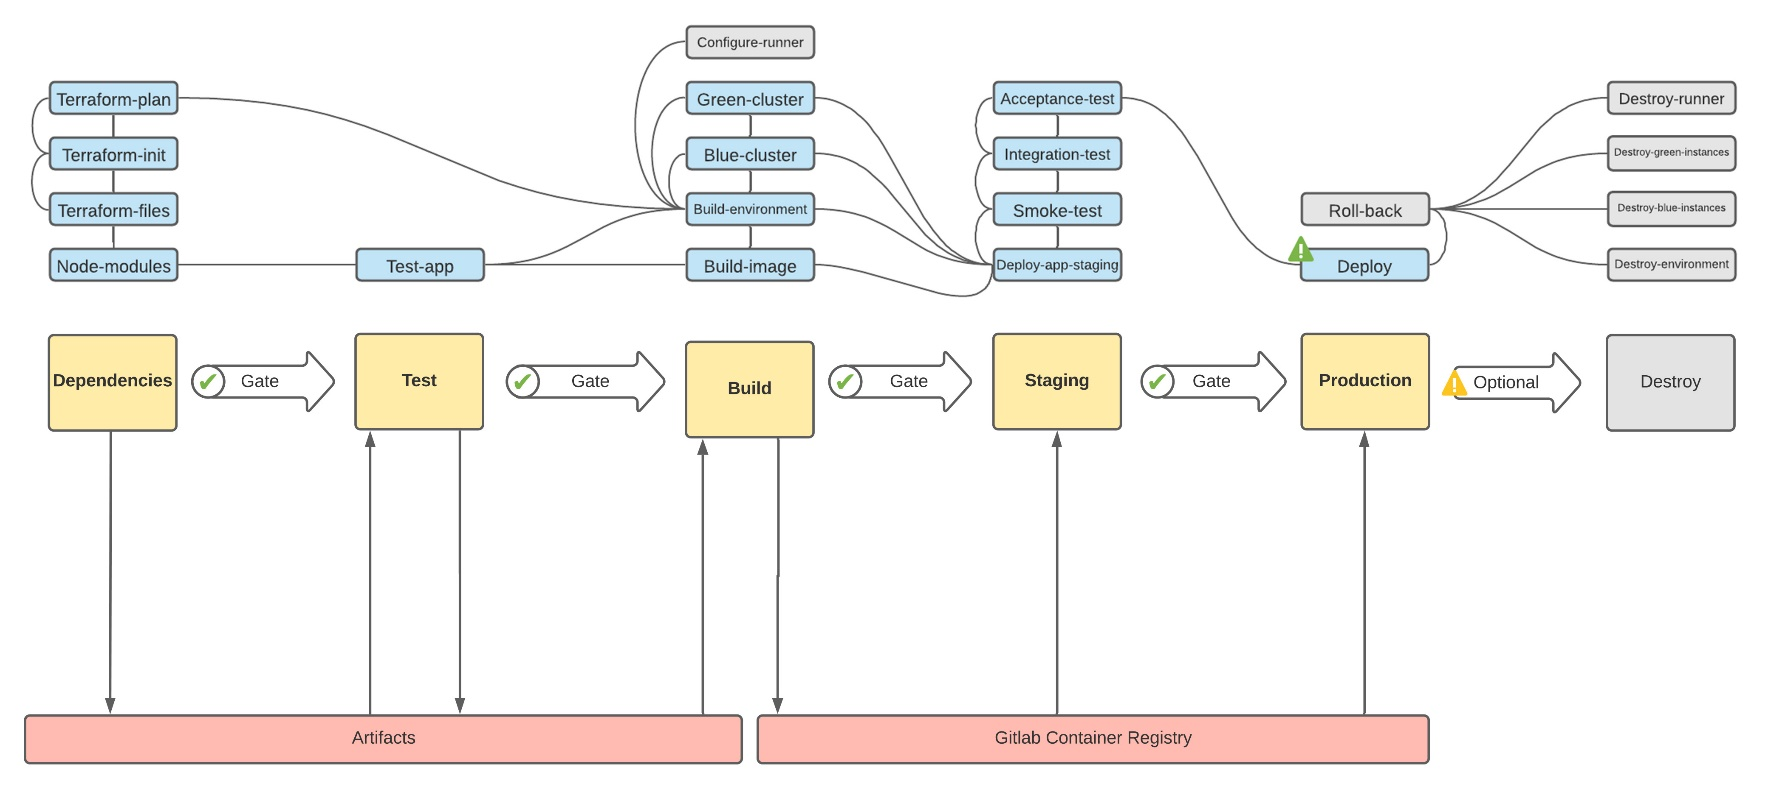 Configure-runner
Terraform-plan
Green-cluster
Acceptance-test
Destroy-runner
Terraform-init
Blue-cluster
Integration-test
Destroy-green-instances
Terraform-files
Build-environment
Smoke-test
Roll-back
Destroy-blue-instances
Node-modules
Test-app
Build-image
Deploy-app-staging
Deploy
Destroy-environment
Dependencies
Gate
Test
Gate
Build
Gate
Staging
Gate
Production
Optional
Destroy
Artifacts
Gitlab Container Registry